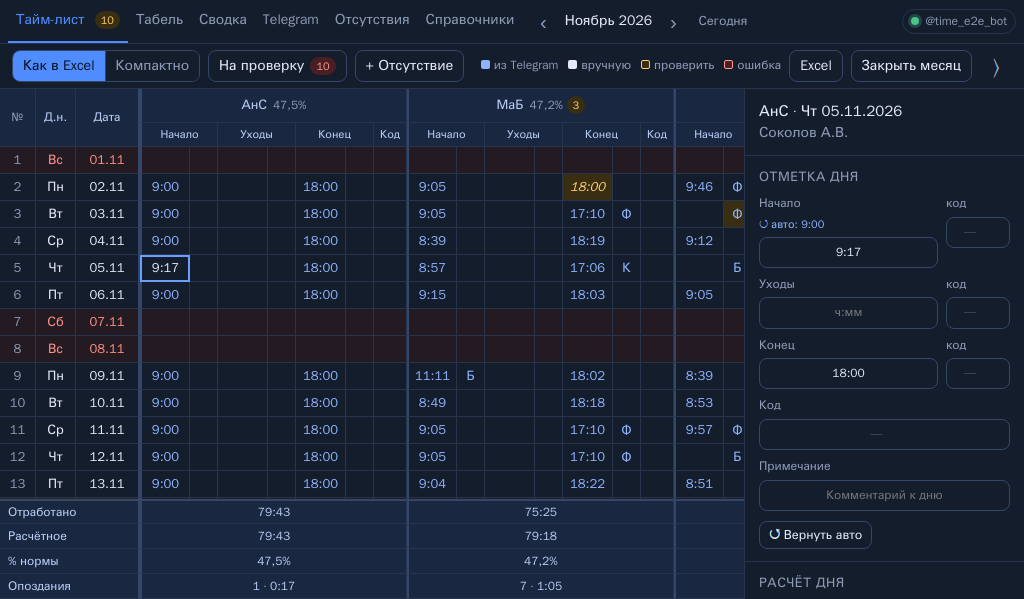 Тайм-лист 10 Табель Сводка Telegram Отсутствия Справочники ‹ Ноябрь 2026 › Сегодня @time_e2e_bot
Как в Excel Компактно На проверку 10 + Отсутствие из Telegram вручную проверить ошибка Excel Закрыть месяц
№ Д.н. Дата АнС 47,5% МаБ 47,2% 3
Начало Уходы Конец Код Начало Уходы Конец Код Начало
1 Вс 01.11
2 Пн 02.11 9:00 18:00 9:05 18:00 9:46 Ф
3 Вт 03.11 9:00 18:00 9:05 17:10 Ф Ф
4 Ср 04.11 9:00 18:00 8:39 18:19 9:12
5 Чт 05.11 9:17 18:00 8:57 17:06 К Б
6 Пт 06.11 9:00 18:00 9:15 18:03 9:05
7 Сб 07.11
8 Вс 08.11
9 Пн 09.11 9:00 18:00 11:11 Б 18:02 8:39
10 Вт 10.11 9:00 18:00 8:49 18:18 8:53
11 Ср 11.11 9:00 18:00 9:05 17:10 Ф 9:57 Ф
12 Чт 12.11 9:00 18:00 9:05 17:10 Ф Б
13 Пт 13.11 9:00 18:00 9:04 18:22 8:51
Отработано 79:43 75:25
Расчётное 79:43 79:18
% нормы 47,5% 47,2%
Опоздания 1 · 0:17 7 · 1:05
АнС · Чт 05.11.2026
Соколов А.В.
ОТМЕТКА ДНЯ
Начало код
авто: 9:00 —
9:17
Уходы код
ч:мм —
Конец код
18:00 —
Код
—
Примечание
Комментарий к дню
Вернуть авто
РАСЧЁТ ДНЯ